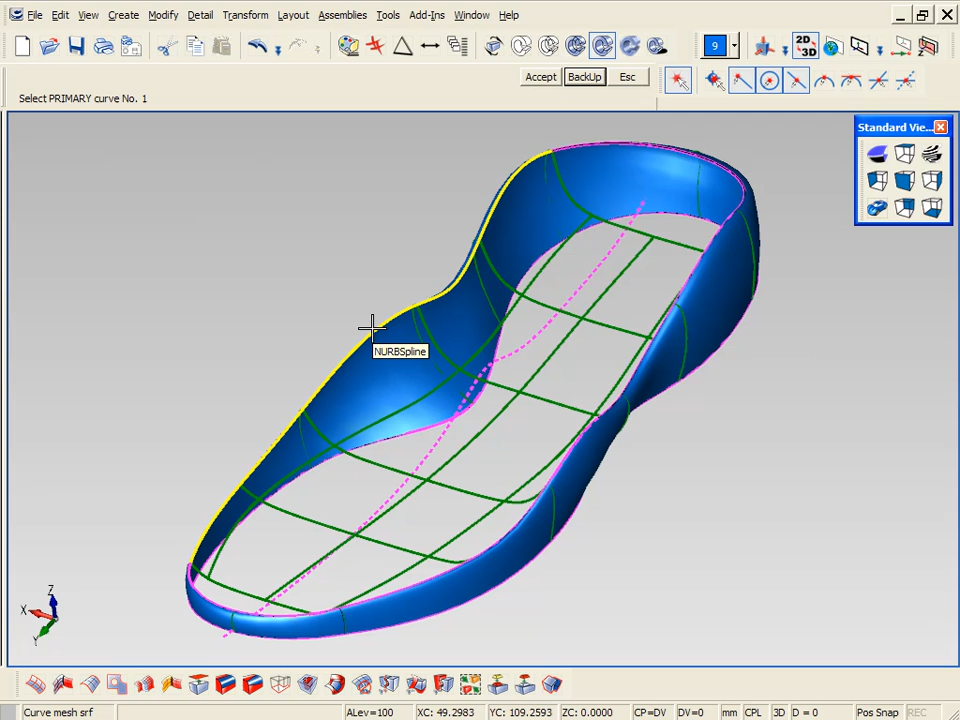 File Edit View Create Modify Detail Transform Layout Assemblies Tools Add-Ins Window Help
9 2D 3D
Accept BackUp Esc
Select PRIMARY curve No. 1
Standard Vie...
NURBSpline
Z
X
Y
Curve mesh srf ALev=100 XC: 49.2983 YC: 109.2593 ZC: 0.0000 CP=DV DV=0 mm CPL 3D D = 0 Pos Snap REC